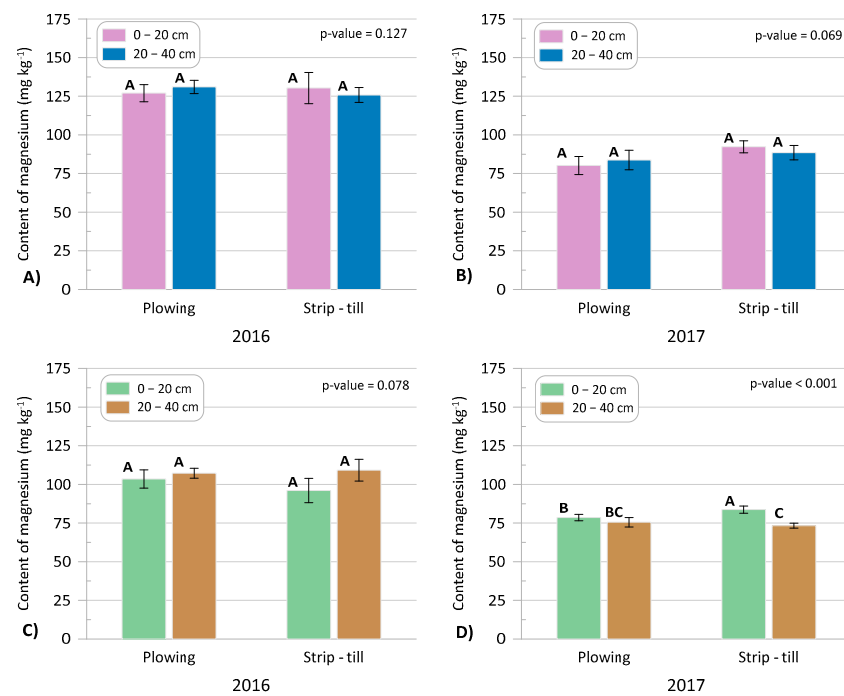 0 – 20 cm
20 – 40 cm
p-value = 0.127
Content of magnesium (mg kg⁻¹)
175
150
125
100
75
50
25
0
A A A A
A)
Plowing Strip - till
2016
0 – 20 cm
20 – 40 cm
p-value = 0.069
Content of magnesium (mg kg⁻¹)
175
150
125
100
75
50
25
0
A A A A
B)
Plowing Strip - till
2017
0 – 20 cm
20 – 40 cm
p-value = 0.078
Content of magnesium (mg kg⁻¹)
175
150
125
100
75
50
25
0
A A A A
C)
Plowing Strip - till
2016
0 – 20 cm
20 – 40 cm
p-value < 0.001
Content of magnesium (mg kg⁻¹)
175
150
125
100
75
50
25
0
B BC A C
D)
Plowing Strip - till
2017